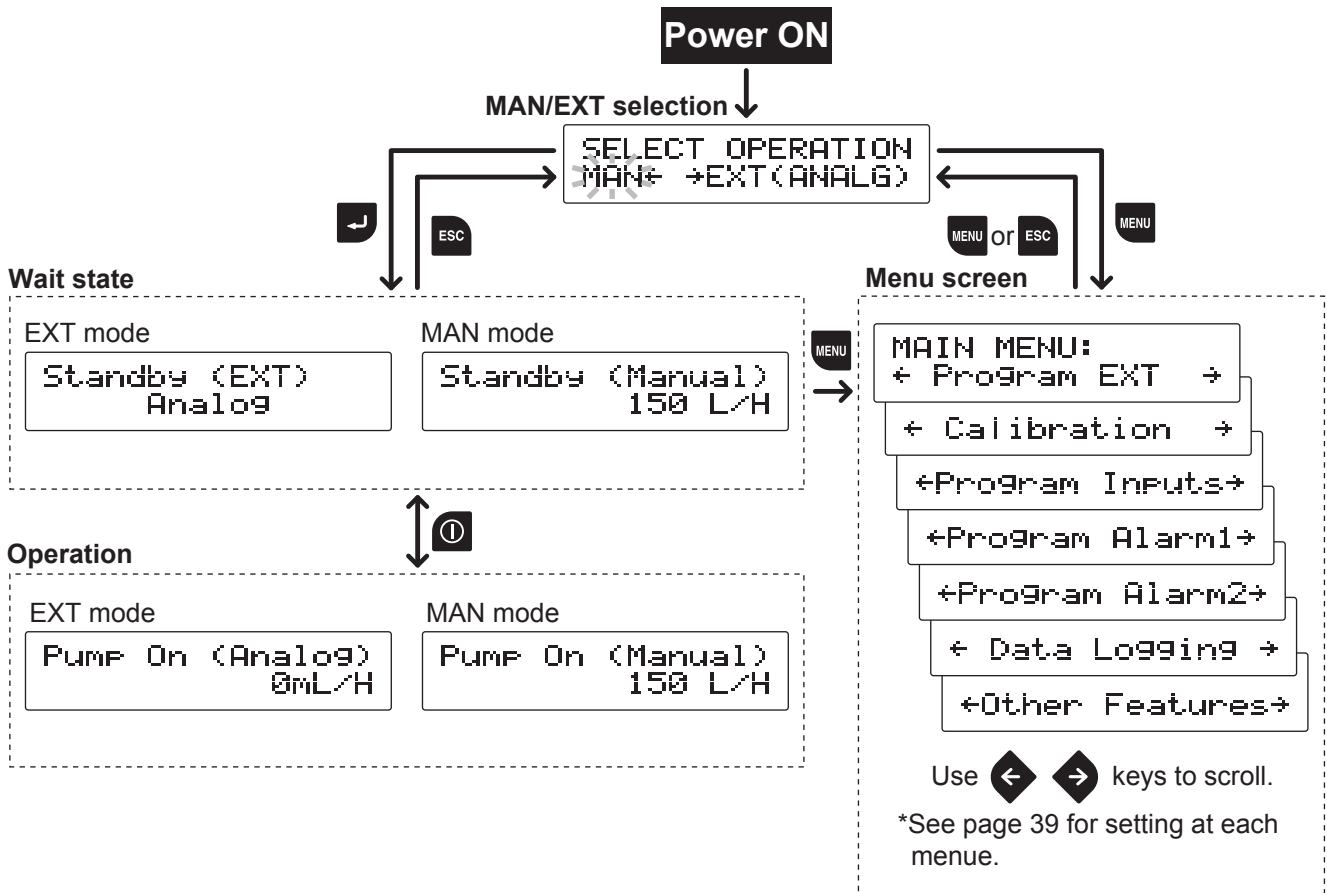 Power ON
MAN/EXT selection
SELECT OPERATION
MAN← →EXT(ANALG)
ESC
MENU or ESC
MENU
Wait state
EXT mode
Standby (EXT)
Analog
MAN mode
Standby (Manual)
150 L/H
MENU
Operation
EXT mode
Pump On (Analog)
0mL/H
MAN mode
Pump On (Manual)
150 L/H
Menu screen
MAIN MENU:
← Program EXT →
← Calibration →
←Program Inputs→
←Program Alarm1→
←Program Alarm2→
← Data Logging →
←Other Features→
Use ← → keys to scroll.
*See page 39 for setting at each
menue.